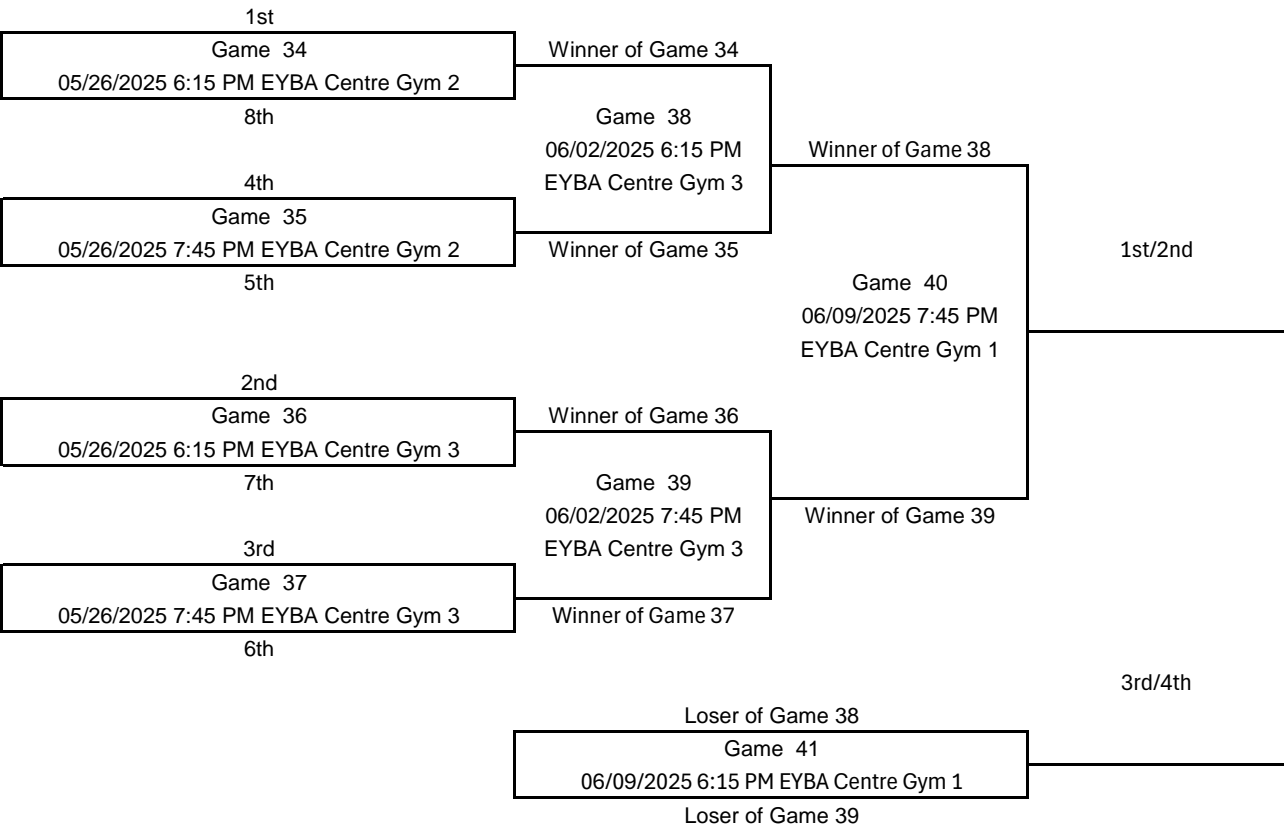 1st
Game 34
05/26/2025 6:15 PM EYBA Centre Gym 2
8th
4th
Game 35
05/26/2025 7:45 PM EYBA Centre Gym 2
5th
2nd
Game 36
05/26/2025 6:15 PM EYBA Centre Gym 3
7th
3rd
Game 37
05/26/2025 7:45 PM EYBA Centre Gym 3
6th
Winner of Game 34
Game 38
06/02/2025 6:15 PM
EYBA Centre Gym 3
Winner of Game 35
Winner of Game 36
Game 39
06/02/2025 7:45 PM
EYBA Centre Gym 3
Winner of Game 37
Winner of Game 38
Game 40
06/09/2025 7:45 PM
EYBA Centre Gym 1
Winner of Game 39
1st/2nd
Loser of Game 38
Game 41
06/09/2025 6:15 PM EYBA Centre Gym 1
Loser of Game 39
3rd/4th